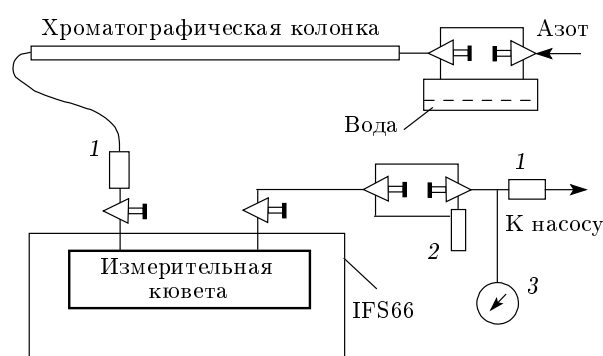 Хроматографическая колонка
Азот
Вода
1
1
К насосу
2
3
Измерительная
кювета
IFS66